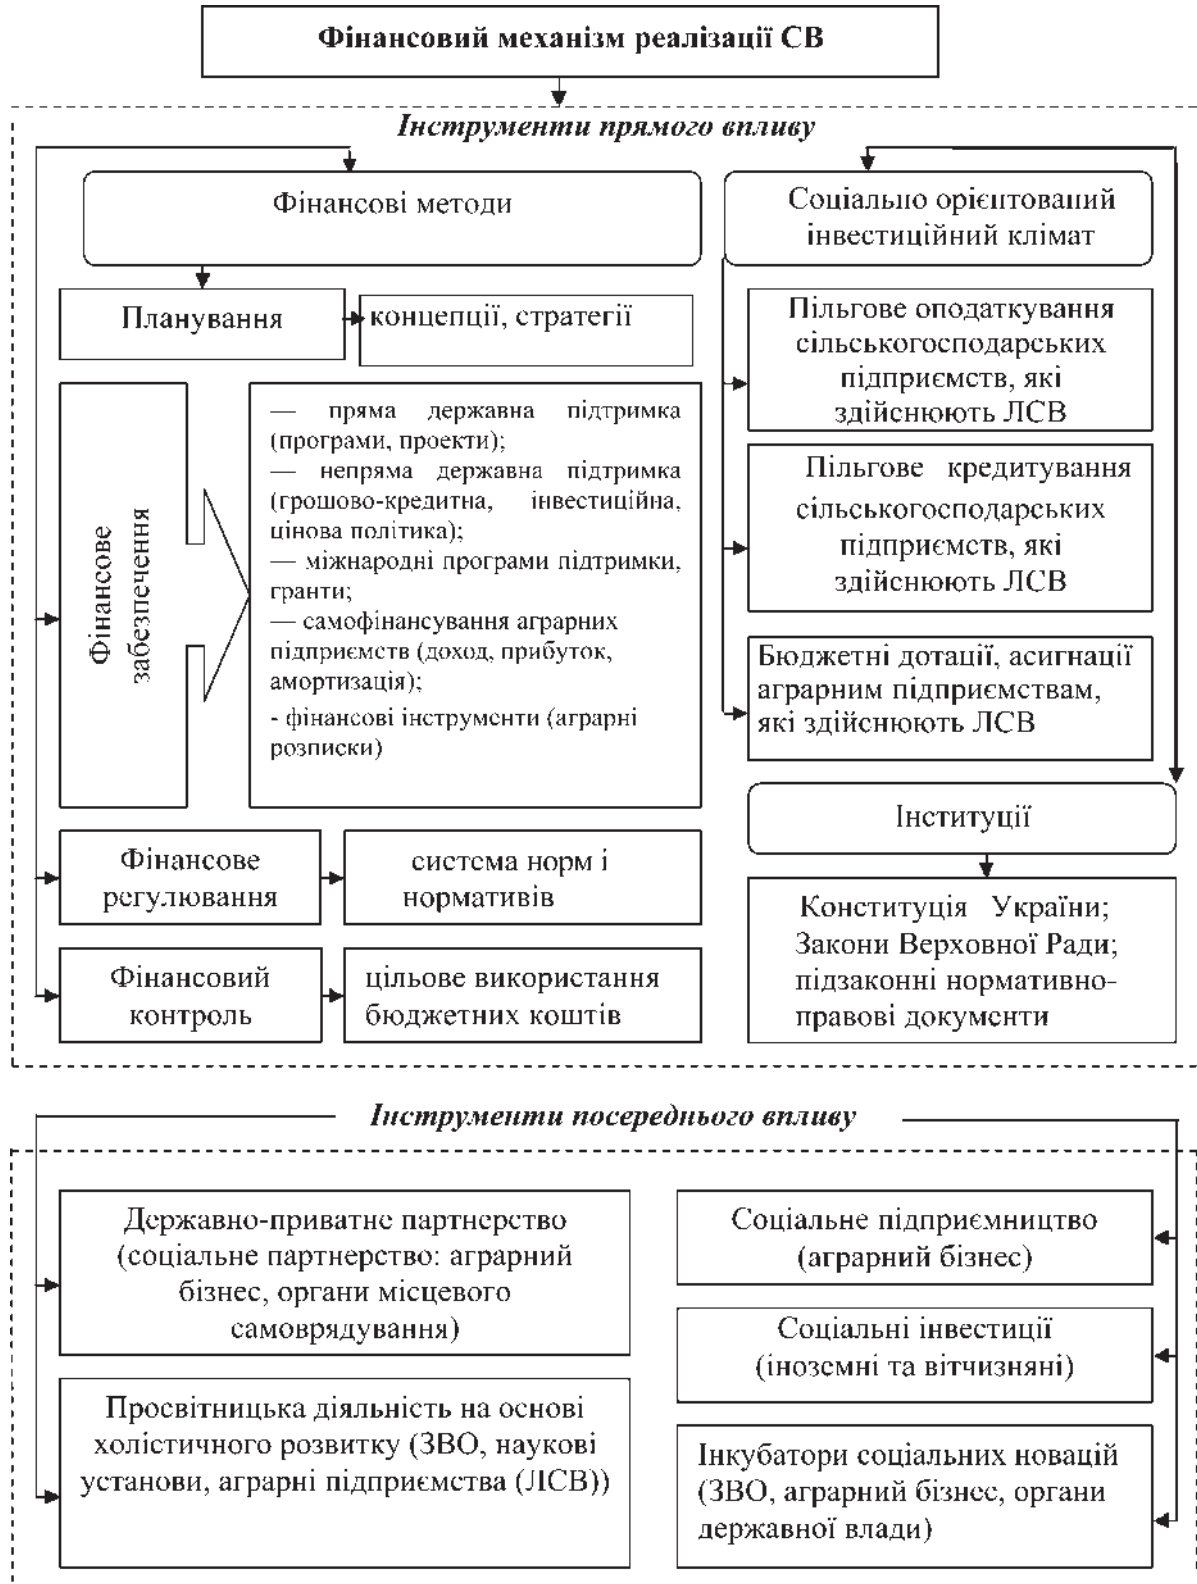 Фінансовий механізм реалізації СВ
Інструменти прямого впливу
Фінансові методи
Планування
концепції, стратегії
Фінансове
забезпечення
— пряма державна підтримка
(програми, проекти);
— непряма державна підтримка
(грошово-кредитна, інвестиційна,
цінова політика);
— міжнародні програми підтримки,
гранти;
— самофінансування аграрних
підприємств (доход, прибуток,
амортизація);
- фінансові інструменти (аграрні
розписки)
Фінансове
регулювання
система норм і
нормативів
Фінансовий
контроль
цільове використання
бюджетних коштів
Соціально орієнтований
інвестиційний клімат
Пільгове оподаткування
сільськогосподарських
підприємств, які
здійснюють ЛСВ
Пільгове кредитування
сільськогосподарських
підприємств, які
здійснюють ЛСВ
Бюджетні дотації, асигнації
аграрним підприємствам,
які здійснюють ЛСВ
Інституції
Конституція України;
Закони Верховної Ради;
підзаконні нормативно-
правові документи
Інструменти посереднього впливу
Державно-приватне партнерство
(соціальне партнерство: аграрний
бізнес, органи місцевого
самоврядування)
Просвітницька діяльність на основі
холістичного розвитку (ЗВО, наукові
установи, аграрні підприємства (ЛСВ))
Соціальне підприємництво
(аграрний бізнес)
Соціальні інвестиції
(іноземні та вітчизняні)
Інкубатори соціальних новацій
(ЗВО, аграрний бізнес, органи
державної влади)